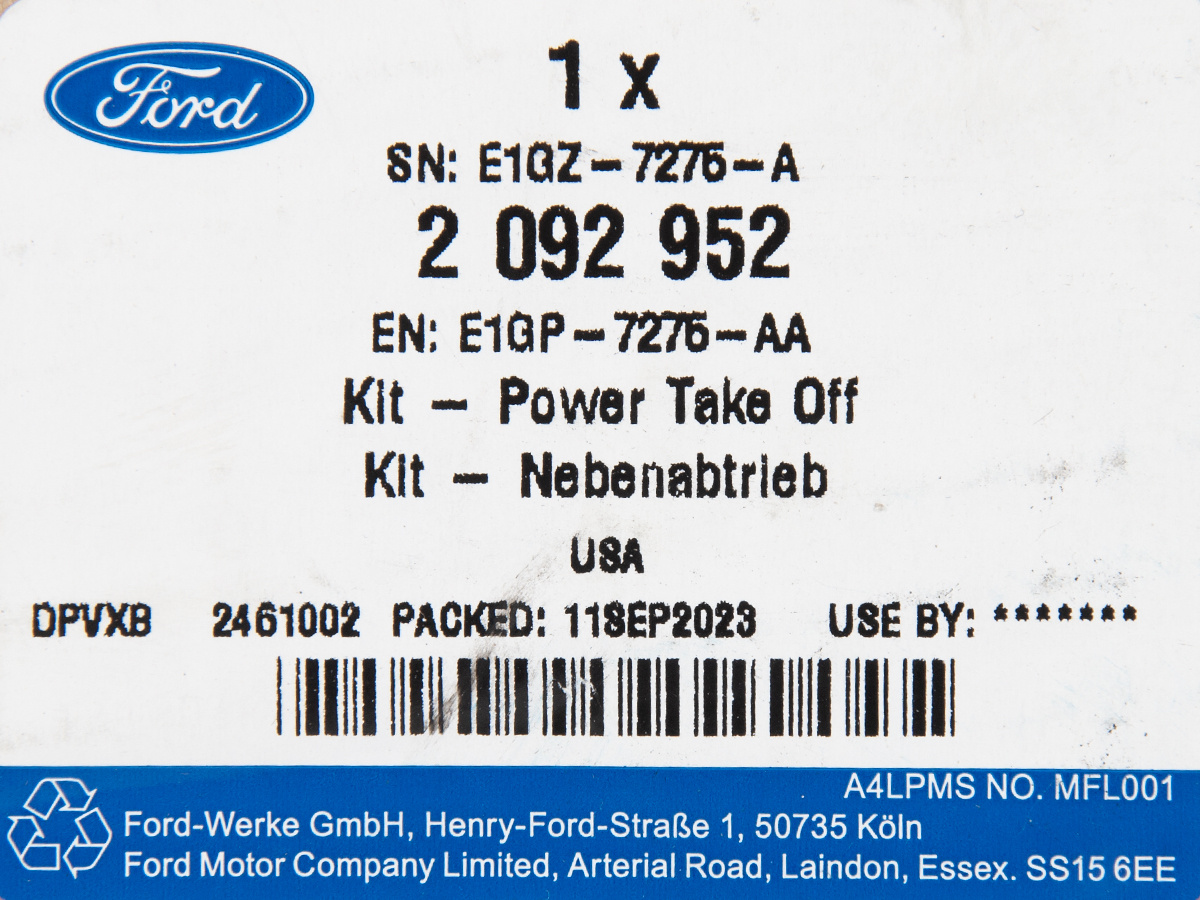 Ford
1 x
SN: E1GZ-7275-A
2 092 952
EN: E1GP-7275-AA
Kit - Power Take Off
Kit - Nebenabtrieb
USA
DPVXB 2461002 PACKED: 11SEP2023 USE BY: *******
A4LPMS NO. MFL001
Ford-Werke GmbH, Henry-Ford-Straße 1, 50735 Köln
Ford Motor Company Limited, Arterial Road, Laindon, Essex. SS15 6EE